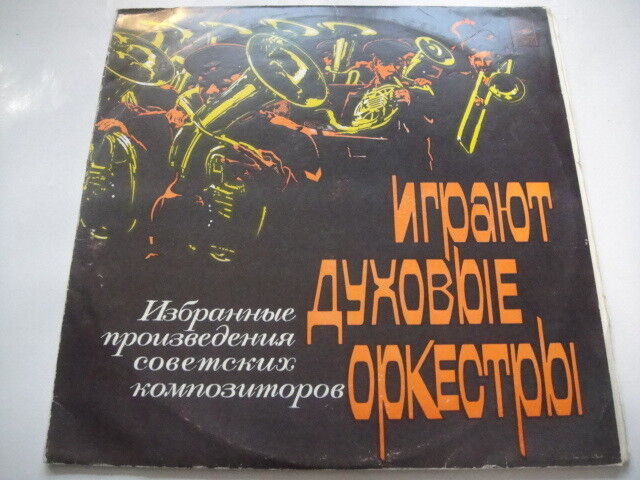 играют
духовые
оркестры
Избранные
произведения
советских
композиторов